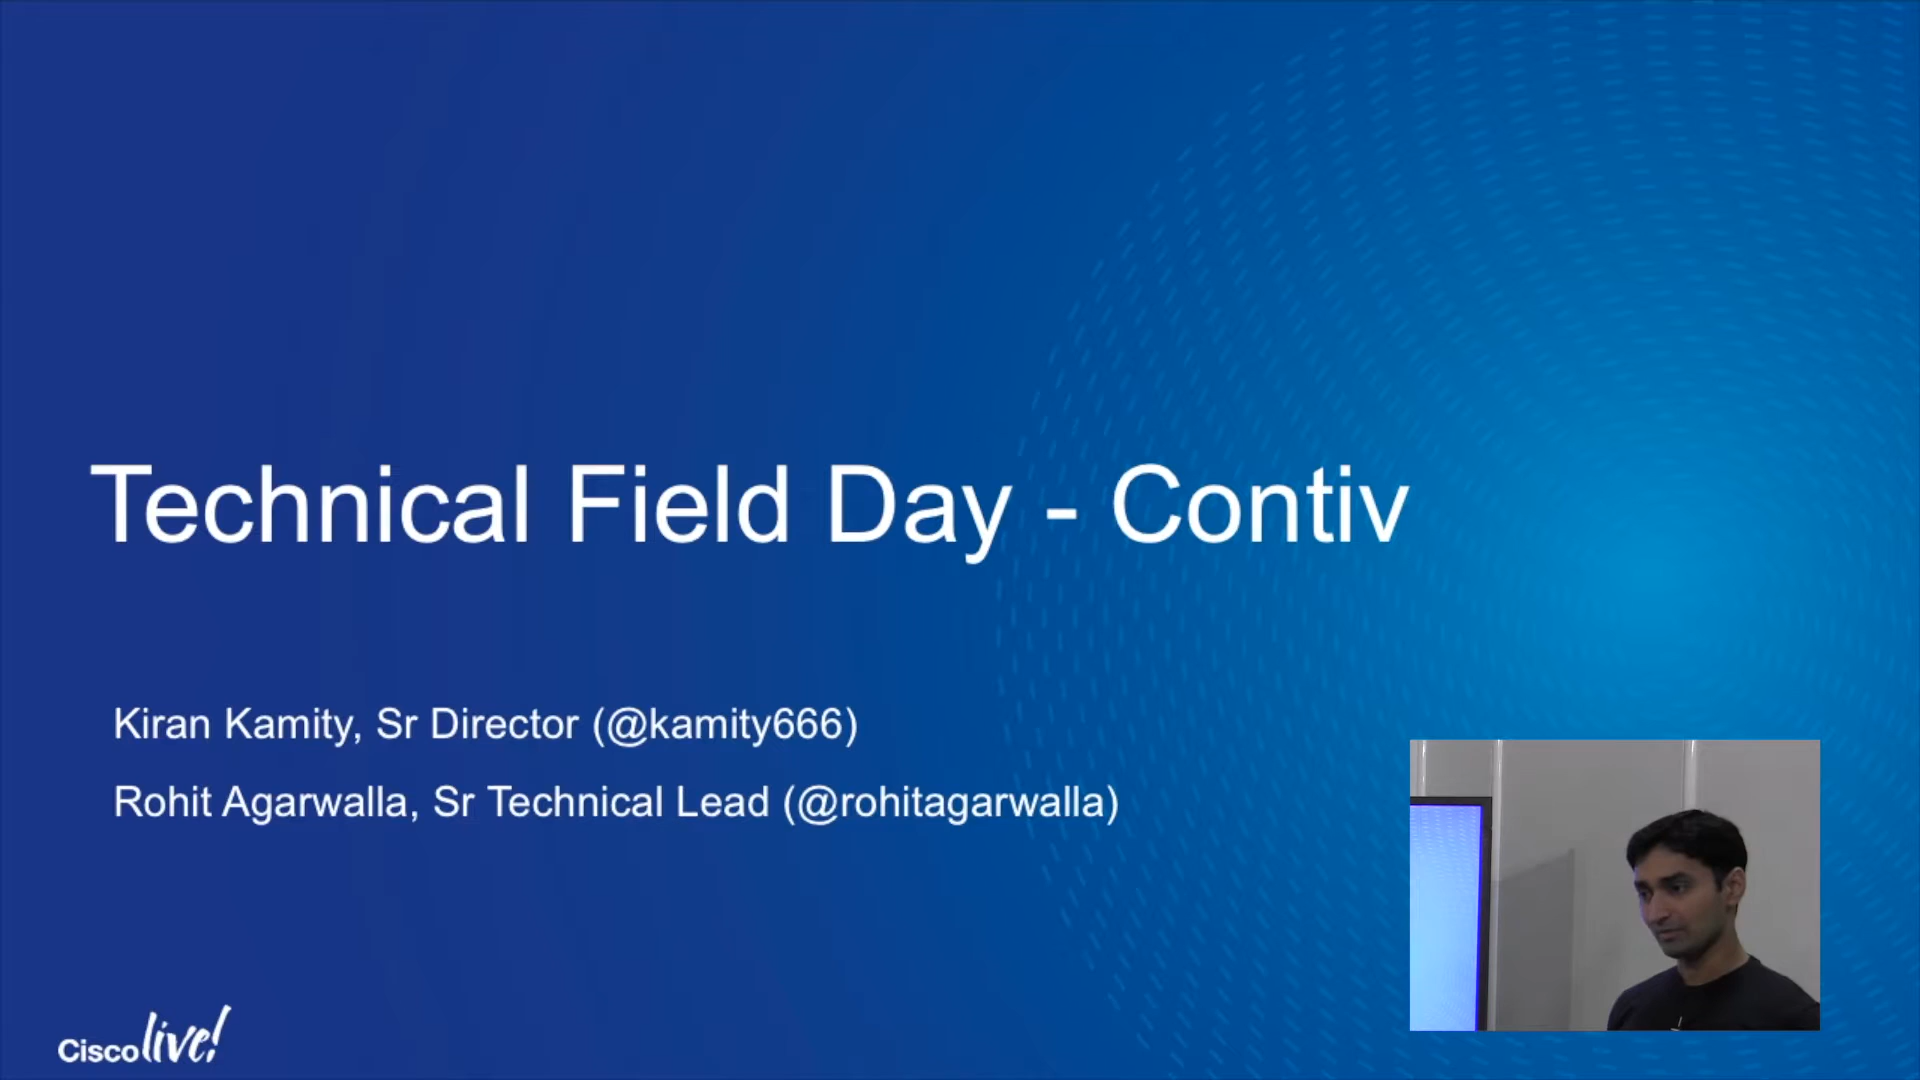 Technical Field Day - Contiv
Kiran Kamity, Sr Director (@kamity666)
Rohit Agarwalla, Sr Technical Lead (@rohitagarwalla)
Cisco live!